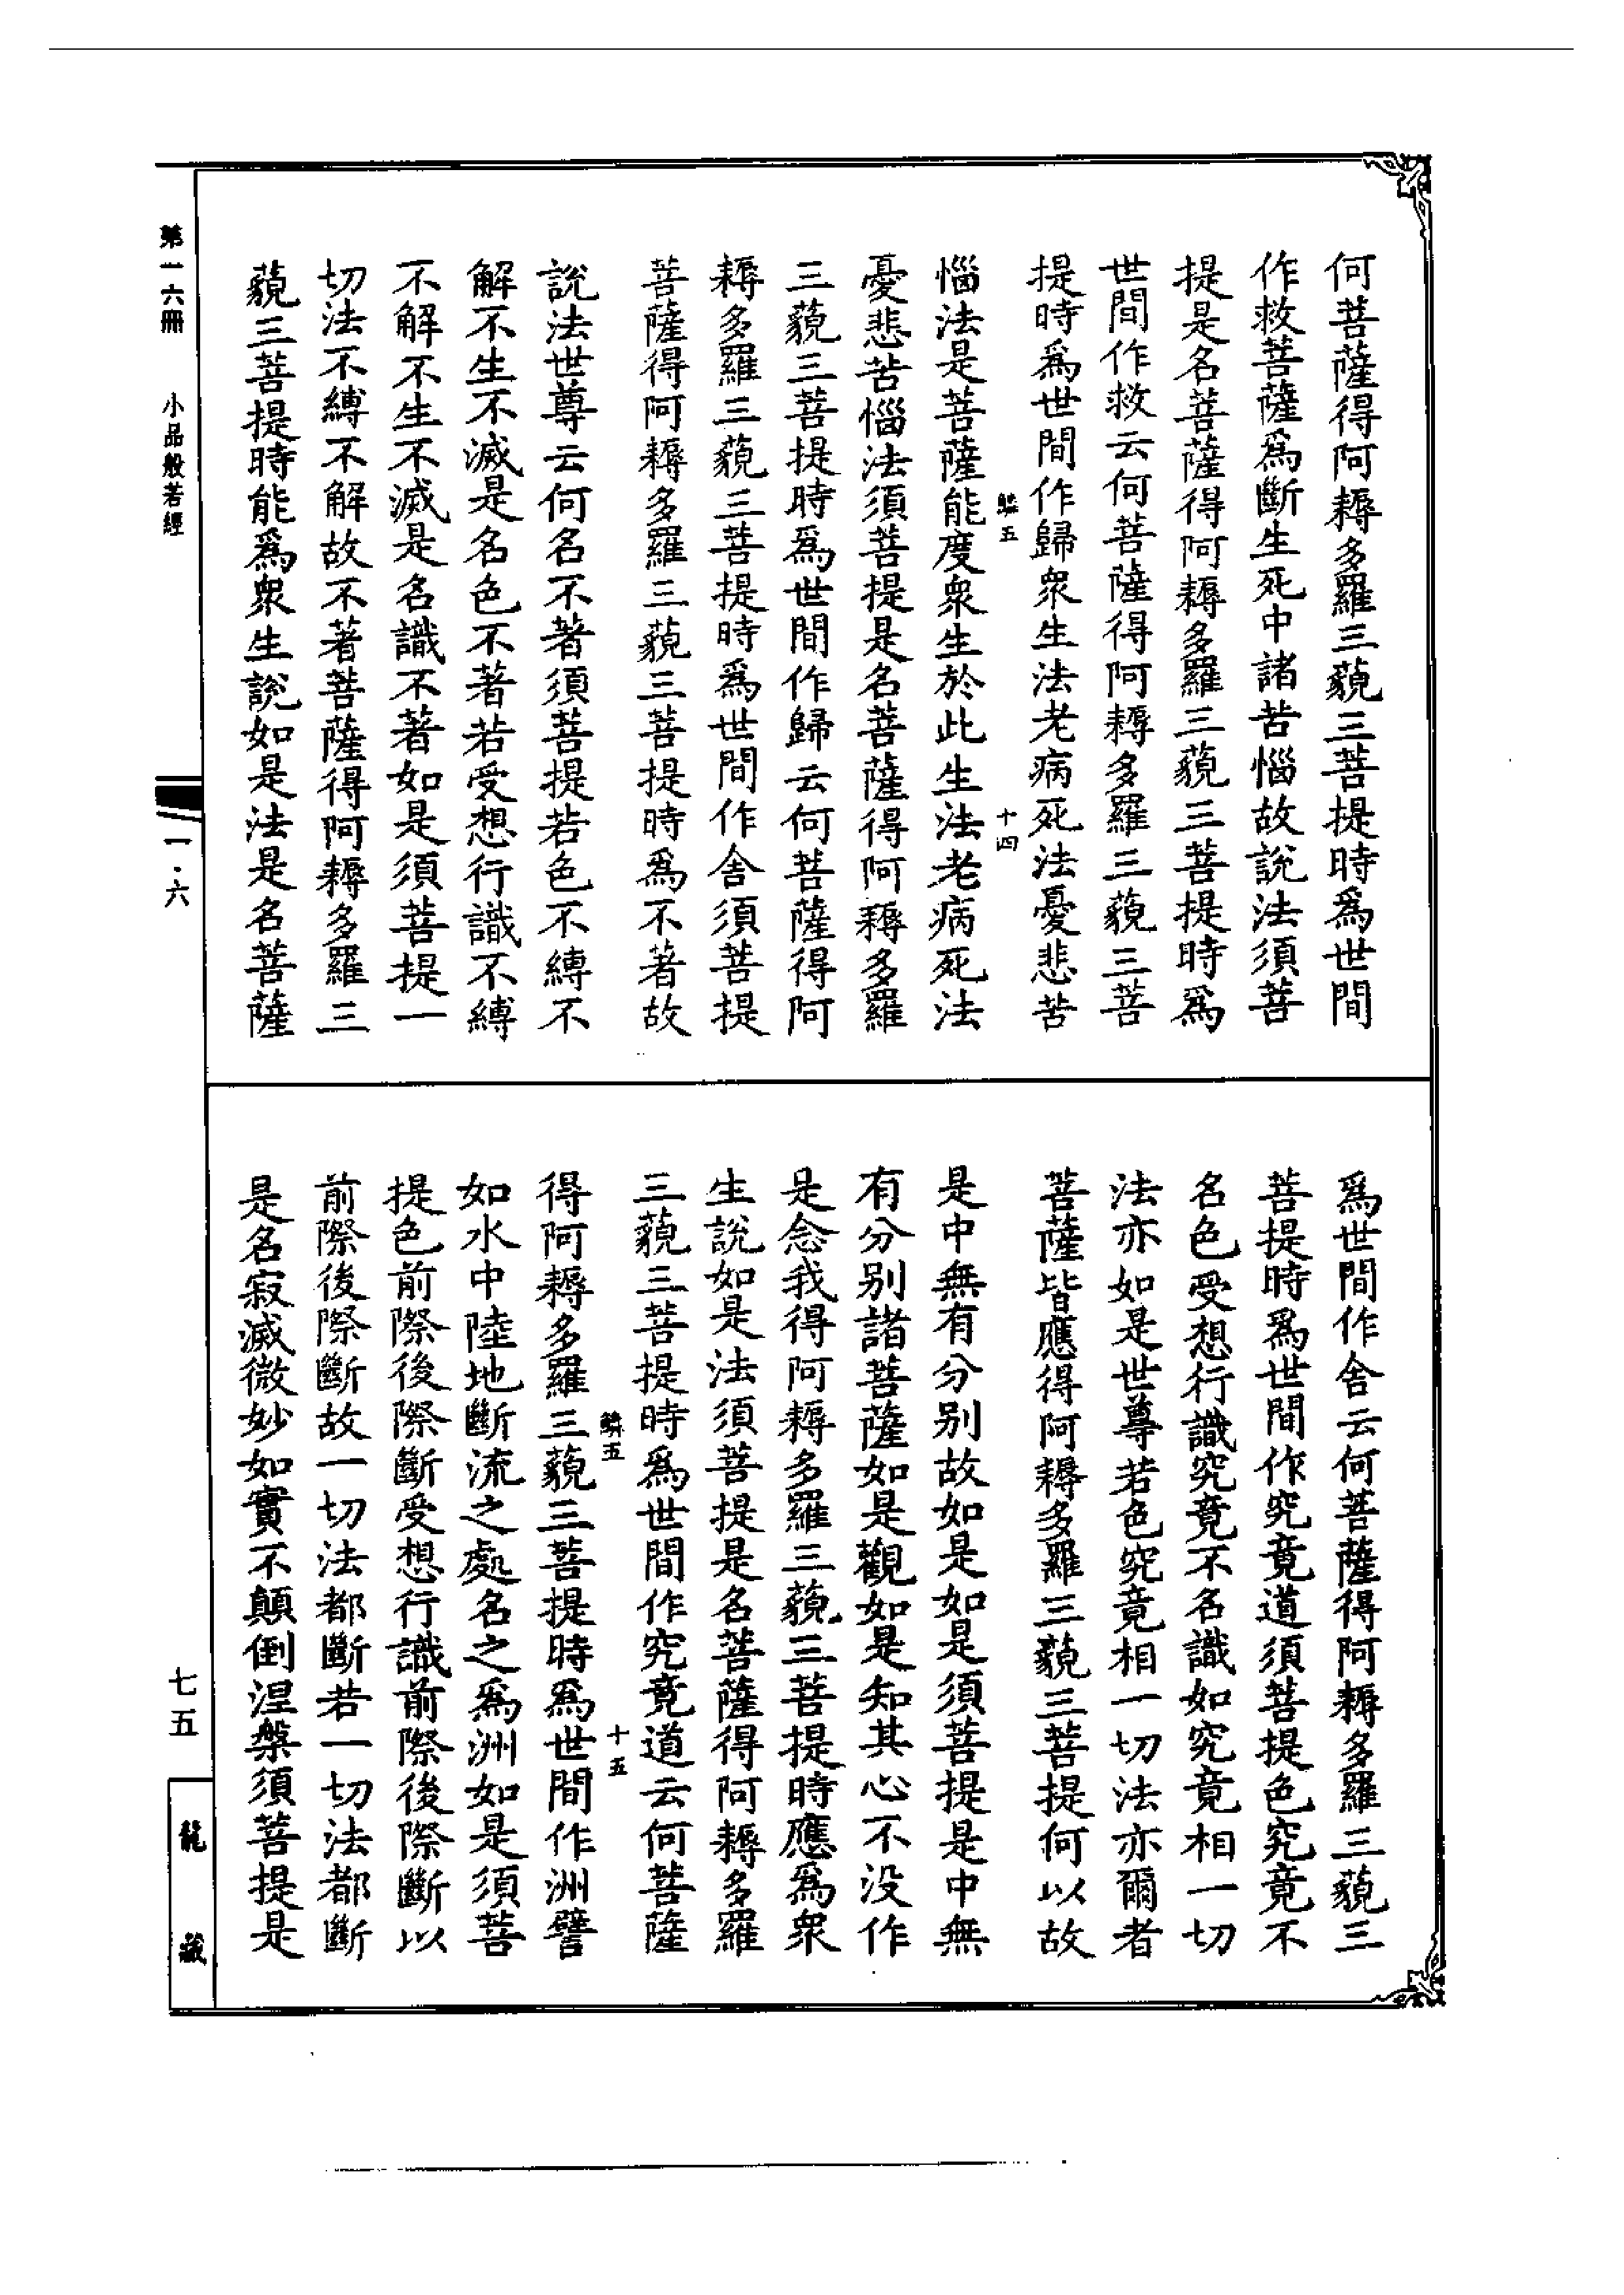 何菩薩得阿耨多羅三藐三菩提時爲世間
作救菩薩爲斷生死中諸苦惱故說法須菩
提是名菩薩得阿耨多羅三藐三菩提時爲
世間作救云何菩薩得阿耨多羅三藐三菩
提時爲世間作歸衆生法老病死法憂悲苦
惱法是菩薩能度衆生於此生法老病死法
憂悲苦惱法須菩提是名菩薩得阿耨多羅
三藐三菩提時爲世間作歸云何菩薩得阿
耨多羅三藐三菩提時爲世間作舍須菩提
菩薩得阿耨多羅三藐三菩提時爲不著故
說法世尊云何名不著須菩提若色不縛不
解不生不滅是名色不著若受想行識不縛
不解不生不滅是名識不著如是須菩提一
切法不縛不解故不著菩薩得阿耨多羅三
藐三菩提時能爲衆生說如是法是名菩薩
爲世間作舍云何菩薩得阿耨多羅三藐三
菩提時爲世間作究竟道須菩提色究竟不
名色受想行識究竟不名識如究竟相一切
法亦如是世尊若色究竟相一切法亦爾者
菩薩皆應得阿耨多羅三藐三菩提何以故
是中無有分別故如是如是須菩提是中無
有分別諸菩薩如是觀如是知其心不没作
是念我得阿耨多羅三藐三菩提時應爲衆
生說如是法須菩提是名菩薩得阿耨多羅
三藐三菩提時爲世間作究竟道云何菩薩
得阿耨多羅三藐三菩提時爲世間作洲譬
如水中陸地斷流之處名之爲洲如是須菩
提色前際後際斷受想行識前際後際斷以
前際後際斷故一切法都斷若一切法都斷
是名寂滅微妙如實不顛倒涅槃須菩提是
十四
十五
第一六冊 小品般若經
一·六
七五
龍藏